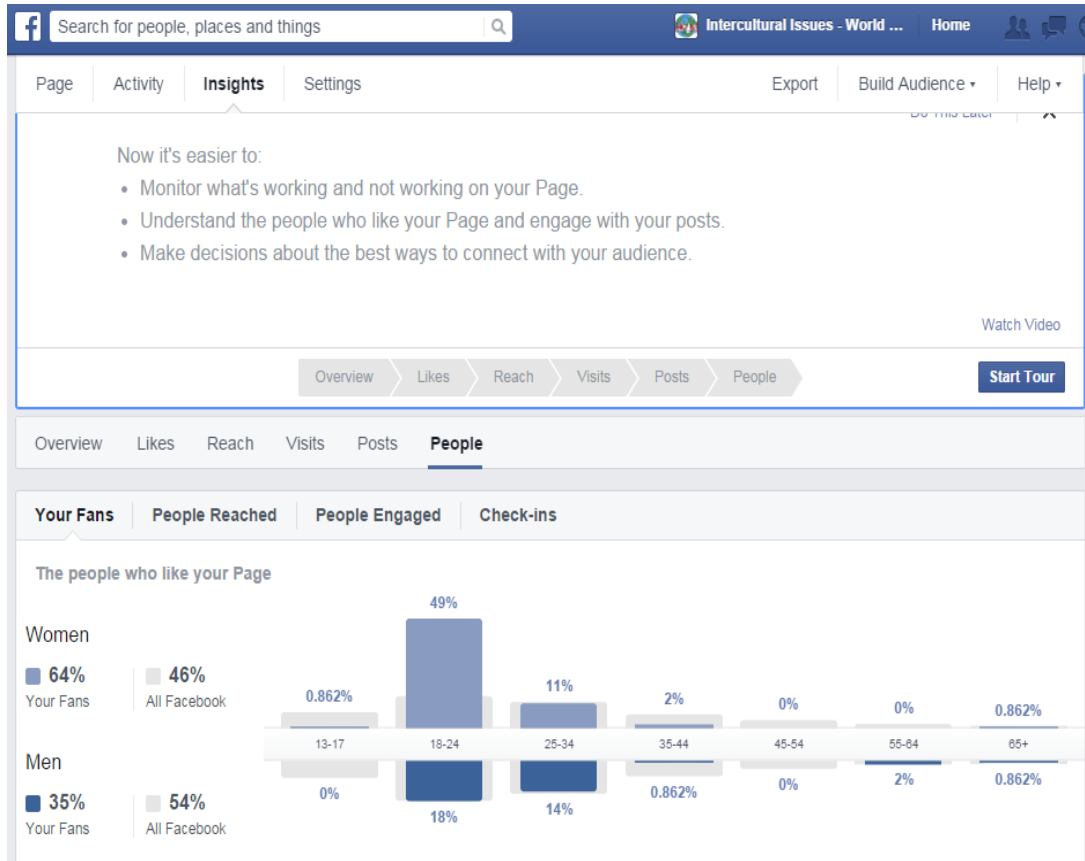 f Search for people, places and things Intercultural Issues - World ... Home
Page Activity Insights Settings Export Build Audience Help
Do This Later
Now it's easier to:
• Monitor what's working and not working on your Page.
• Understand the people who like your Page and engage with your posts.
• Make decisions about the best ways to connect with your audience.
Watch Video
Overview Likes Reach Visits Posts People Start Tour
Overview Likes Reach Visits Posts People
Your Fans People Reached People Engaged Check-ins
The people who like your Page
Women
64% 46%
Your Fans All Facebook
0.862% 49% 11% 2% 0% 0% 0.862%
13-17 18-24 25-34 35-44 45-54 55-64 65+
Men
35% 54%
Your Fans All Facebook
0% 18% 14% 0.862% 0% 2% 0.862%